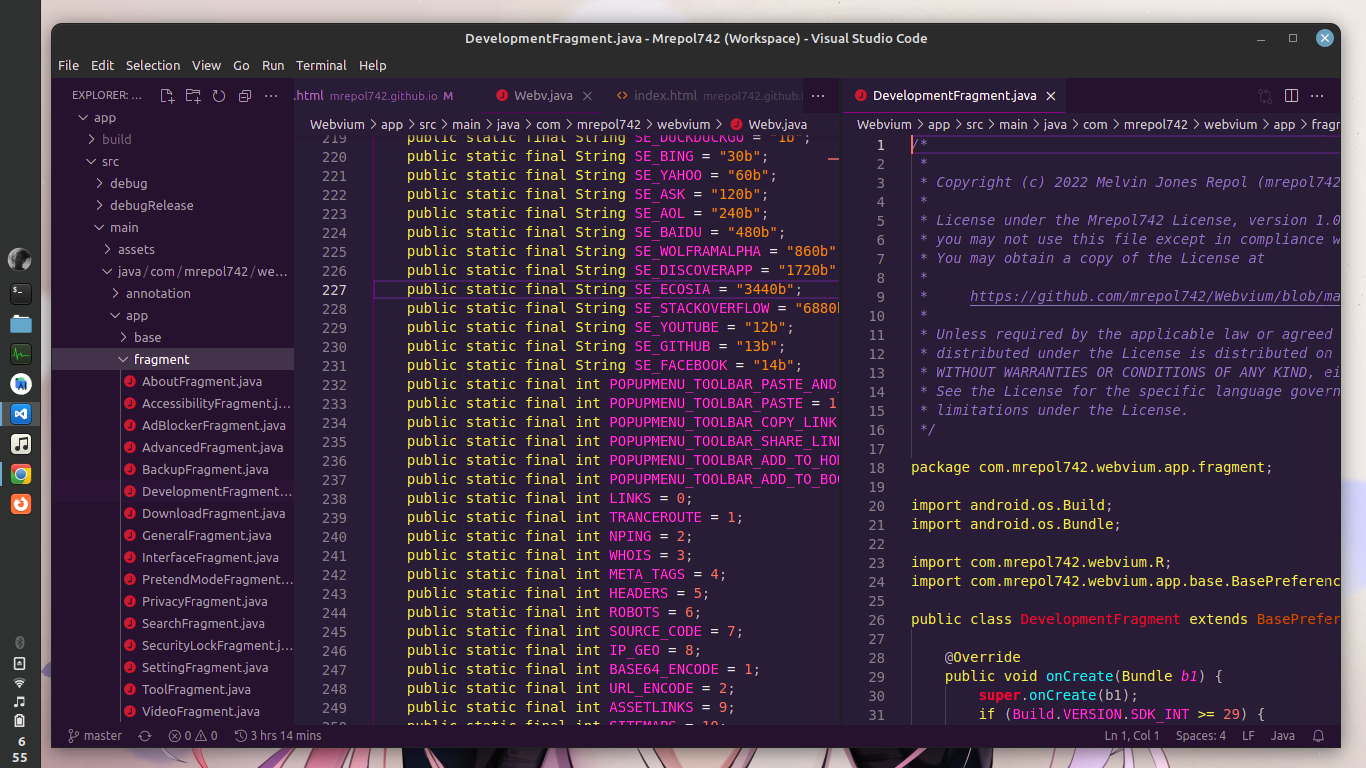 DevelopmentFragment.java - Mrepol742 (Workspace) - Visual Studio Code
File Edit Selection View Go Run Terminal Help
EXPLORER: ...
app
build
src
debug
debugRelease
main
assets
java/com/mrepol742/we...
annotation
app
base
fragment
AboutFragment.java
AccessibilityFragment.j...
AdBlockerFragment.java
AdvancedFragment.java
BackupFragment.java
DevelopmentFragment...
DownloadFragment.java
GeneralFragment.java
InterfaceFragment.java
PretendModeFragment...
PrivacyFragment.java
SearchFragment.java
SecurityLockFragment.j...
SettingFragment.java
ToolFragment.java
VideoFragment.java
.html mrepol742.github.io M Webv.java <> index.html mrepol742.github.i ...
Webvium > app > src > main > java > com > mrepol742 > webvium > Webv.java
219 public static final String SE_DUCKDUCKGO = "1b";
220 public static final String SE_BING = "30b";
221 public static final String SE_YAHOO = "60b";
222 public static final String SE_ASK = "120b";
223 public static final String SE_AOL = "240b";
224 public static final String SE_BAIDU = "480b";
225 public static final String SE_WOLFRAMALPHA = "860b"
226 public static final String SE_DISCOVERAPP = "1720b"
227 public static final String SE_ECOSIA = "3440b";
228 public static final String SE_STACKOVERFLOW = "6880
229 public static final String SE_YOUTUBE = "12b";
230 public static final String SE_GITHUB = "13b";
231 public static final String SE_FACEBOOK = "14b";
232 public static final int POPUPMENU_TOOLBAR_PASTE_AND_
233 public static final int POPUPMENU_TOOLBAR_PASTE = 1
234 public static final int POPUPMENU_TOOLBAR_COPY_LINK
235 public static final int POPUPMENU_TOOLBAR_SHARE_LIN
236 public static final int POPUPMENU_TOOLBAR_ADD_TO_HO
237 public static final int POPUPMENU_TOOLBAR_ADD_TO_BO
238 public static final int LINKS = 0;
239 public static final int TRANCEROUTE = 1;
240 public static final int NPING = 2;
241 public static final int WHOIS = 3;
242 public static final int META_TAGS = 4;
243 public static final int HEADERS = 5;
244 public static final int ROBOTS = 6;
245 public static final int SOURCE_CODE = 7;
246 public static final int IP_GEO = 8;
247 public static final int BASE64_ENCODE = 1;
248 public static final int URL_ENCODE = 2;
249 public static final int ASSETLINKS = 9;
250 public static final int SITEMAPS = 10;
DevelopmentFragment.java
Webvium > app > src > main > java > com > mrepol742 > webvium > app > fragr
1 /*
2 *
3 * Copyright (c) 2022 Melvin Jones Repol (mrepol742
4 *
5 * License under the Mrepol742 License, version 1.0
6 * you may not use this file except in compliance w
7 * You may obtain a copy of the License at
8 *
9 * https://github.com/mrepol742/Webvium/blob/ma
10 *
11 * Unless required by the applicable law or agreed
12 * distributed under the License is distributed on
13 * WITHOUT WARRANTIES OR CONDITIONS OF ANY KIND, ei
14 * See the License for the specific language govern
15 * limitations under the License.
16 */
17
18 package com.mrepol742.webvium.app.fragment;
19
20 import android.os.Build;
21 import android.os.Bundle;
22
23 import com.mrepol742.webvium.R;
24 import com.mrepol742.webvium.app.base.BasePreferenc
25
26 public class DevelopmentFragment extends BasePrefer
27
28 @Override
29 public void onCreate(Bundle b1) {
30 super.onCreate(b1);
31 if (Build.VERSION.SDK_INT >= 29) {
master 0 0 3 hrs 14 mins Ln 1, Col 1 Spaces: 4 LF Java
6
55